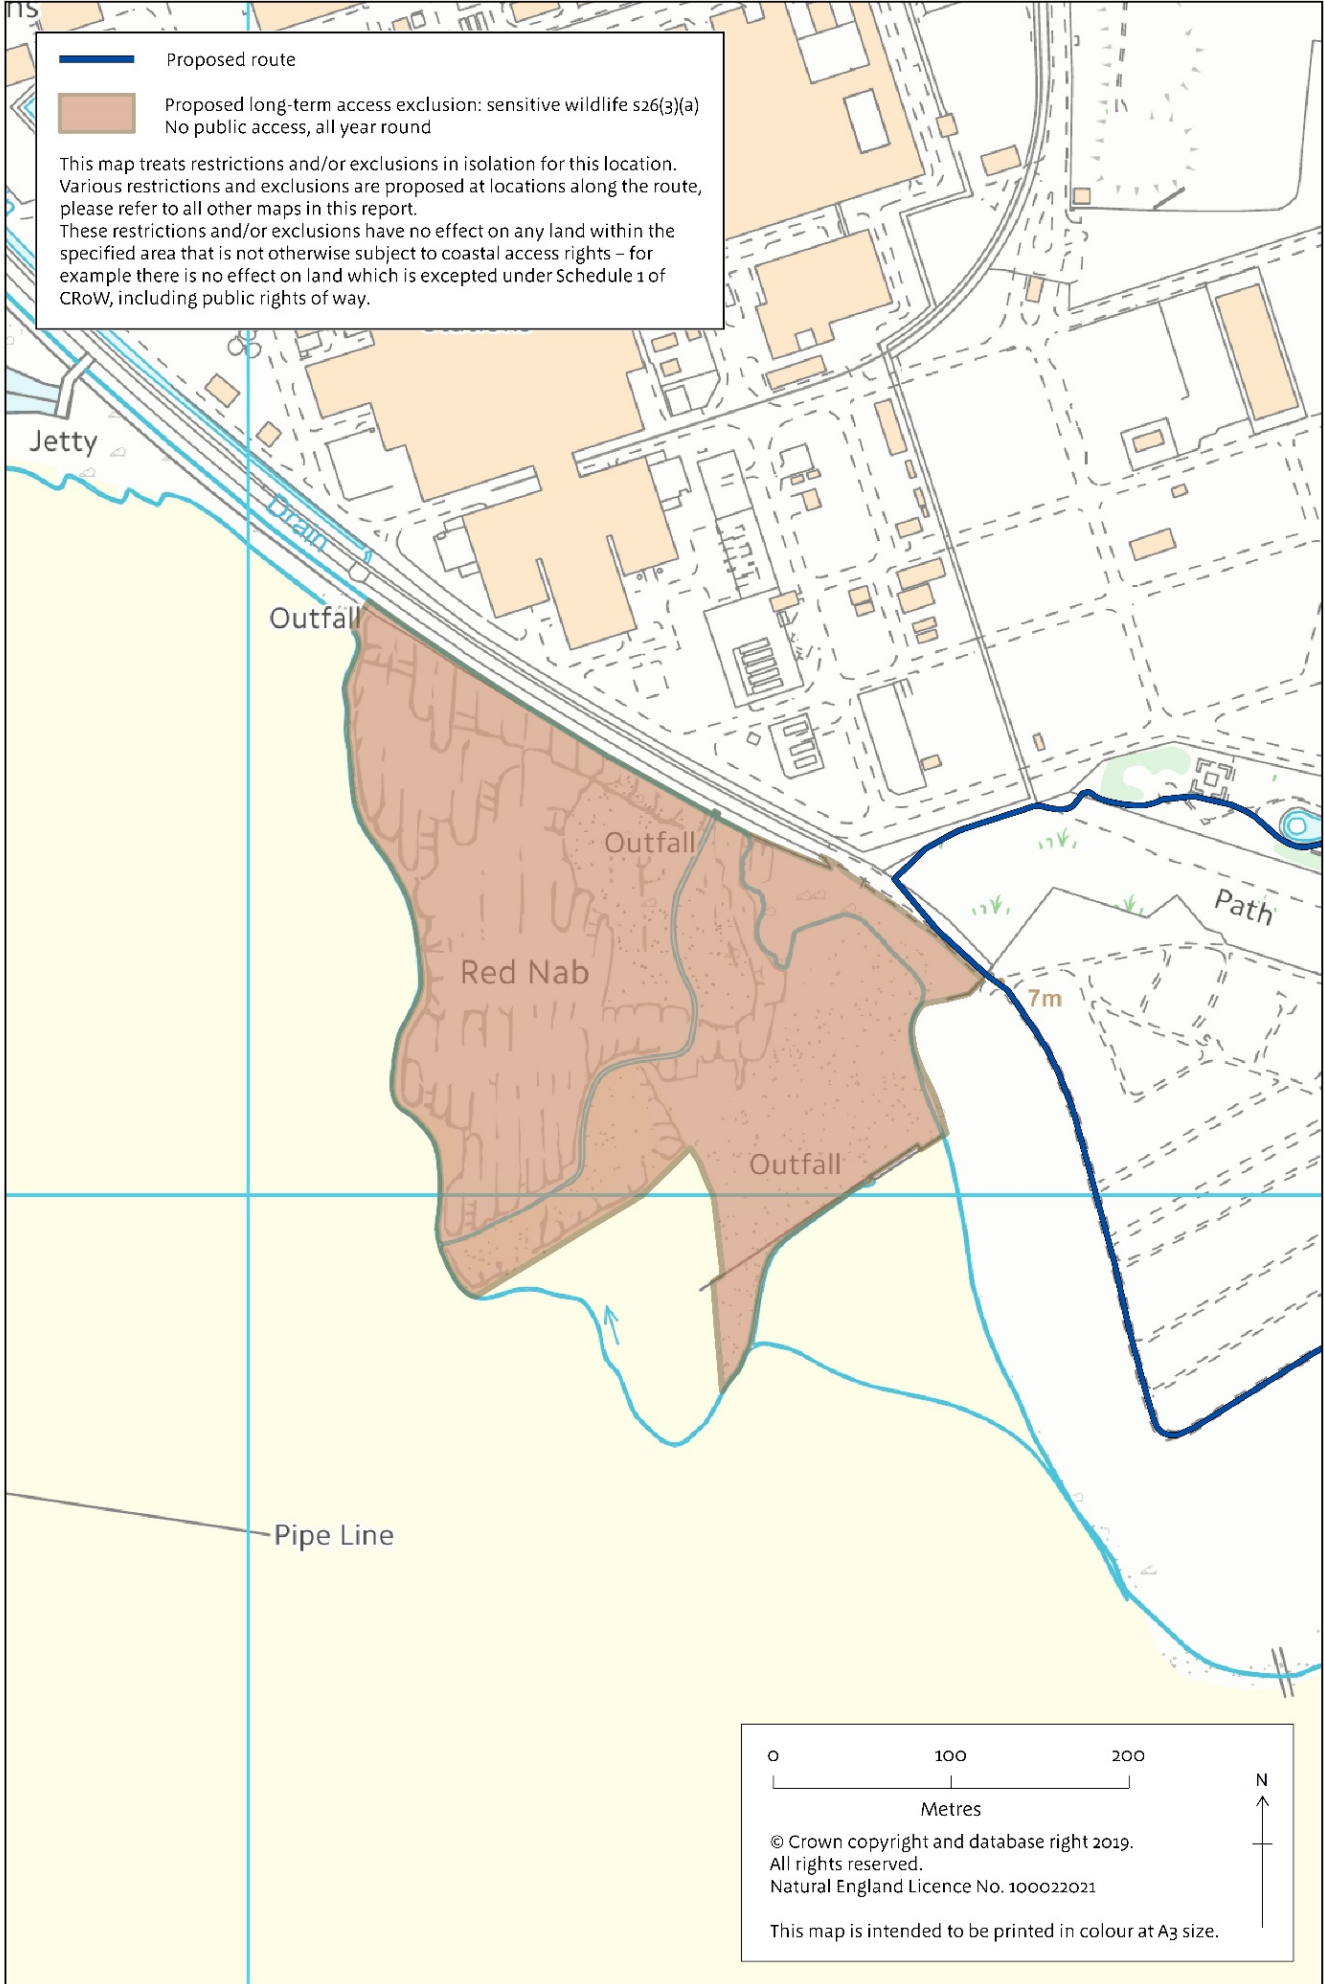 ns
Proposed route
Proposed long-term access exclusion: sensitive wildlife s26(3)(a)
No public access, all year round
This map treats restrictions and/or exclusions in isolation for this location.
Various restrictions and exclusions are proposed at locations along the route,
please refer to all other maps in this report.
These restrictions and/or exclusions have no effect on any land within the
specified area that is not otherwise subject to coastal access rights – for
example there is no effect on land which is excepted under Schedule 1 of
CRoW, including public rights of way.
Jetty
Drain
Outfall
Outfall
Path
Red Nab
7m
Outfall
Pipe Line
0 100 200
Metres
N
© Crown copyright and database right 2019.
All rights reserved.
Natural England Licence No. 100022021
This map is intended to be printed in colour at A3 size.